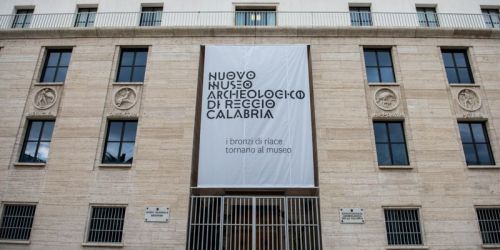 NUOVO
MUSEO
ARCHEOLOGICO
DI REGGIO
CALABRIA
i bronzi di riace
tornano al museo